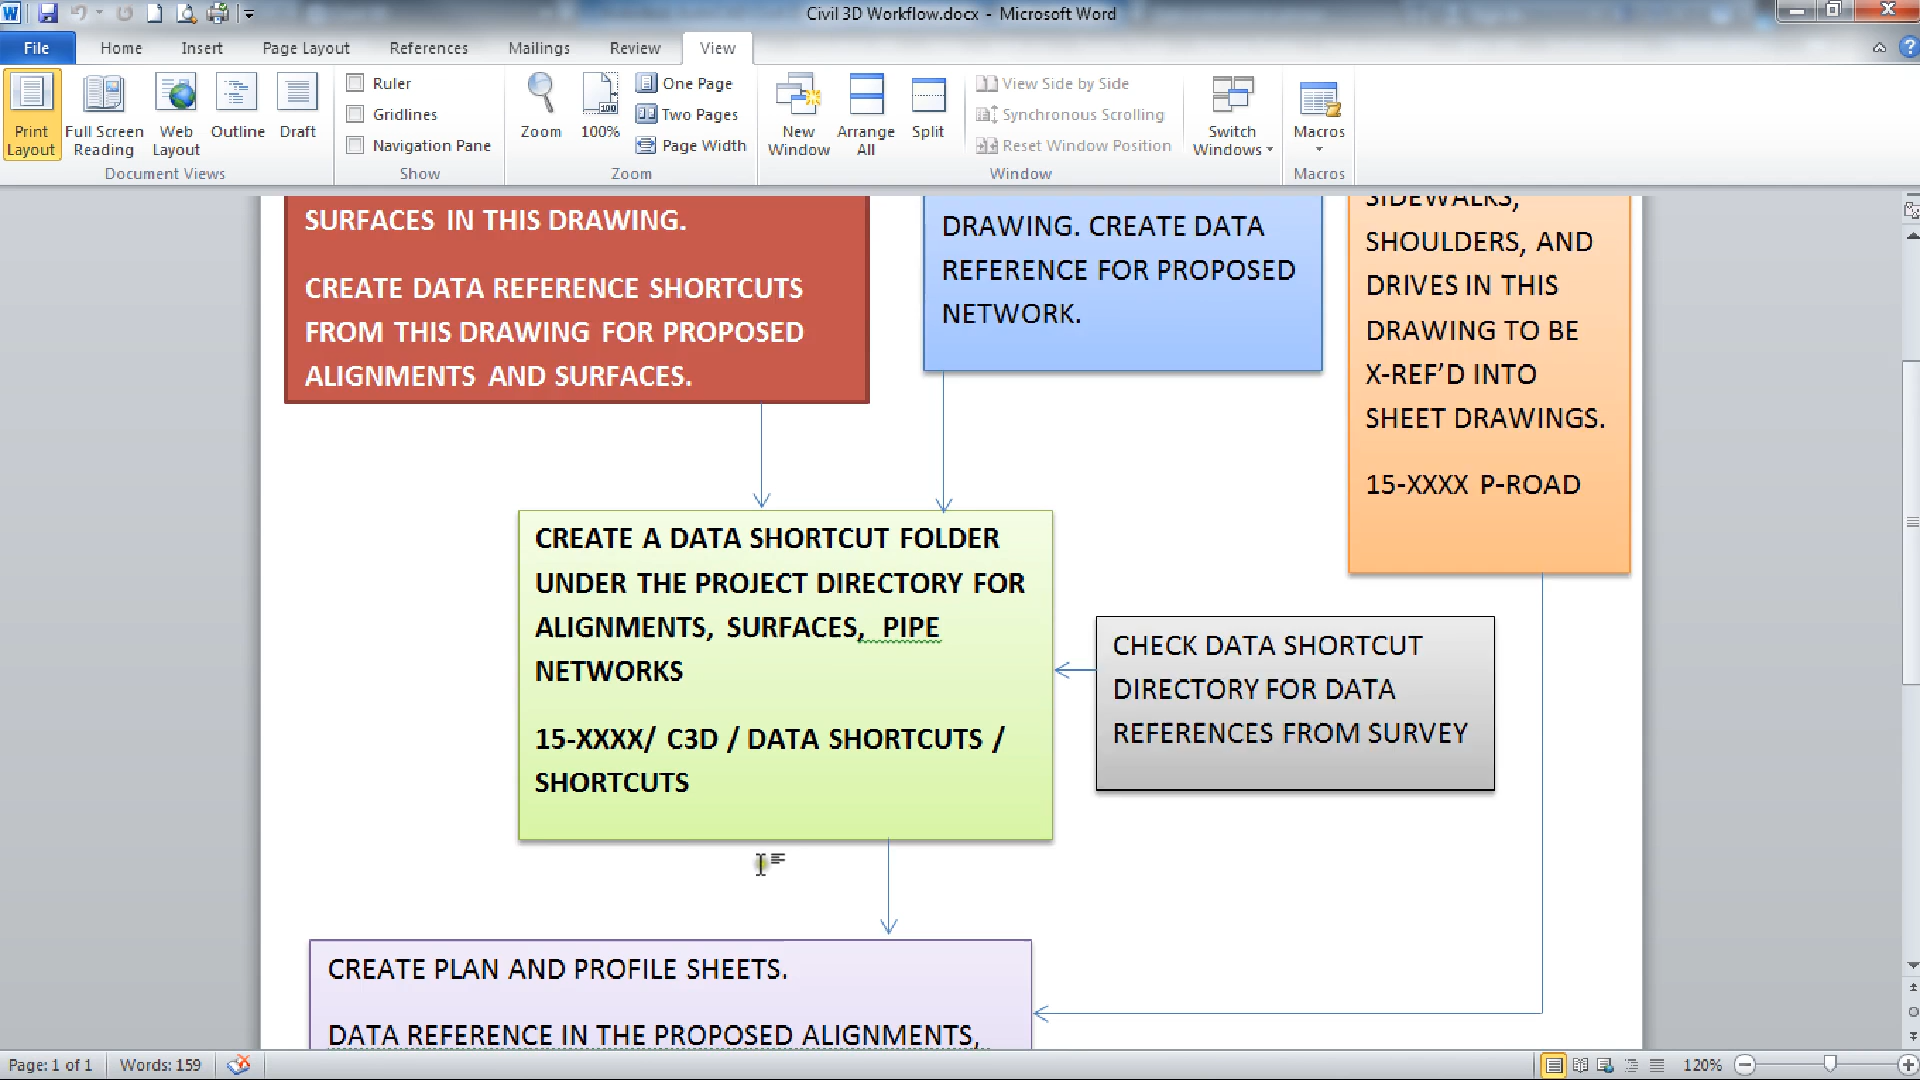 Civil 3D Workflow.docx - Microsoft Word
File Home Insert Page Layout References Mailings Review View
Print Layout
Full Screen Reading
Web Layout
Outline
Draft
Document Views
Ruler
Gridlines
Navigation Pane
Show
Zoom
100%
One Page
Two Pages
Page Width
Zoom
New Window
Arrange All
Split
View Side by Side
Synchronous Scrolling
Reset Window Position
Window
Switch Windows
Macros
Macros
SURFACES IN THIS DRAWING.
CREATE DATA REFERENCE SHORTCUTS
FROM THIS DRAWING FOR PROPOSED
ALIGNMENTS AND SURFACES.
DRAWING. CREATE DATA
REFERENCE FOR PROPOSED
NETWORK.
SIDEWALKS,
SHOULDERS, AND
DRIVES IN THIS
DRAWING TO BE
X-REF’D INTO
SHEET DRAWINGS.
15-XXXX P-ROAD
CREATE A DATA SHORTCUT FOLDER
UNDER THE PROJECT DIRECTORY FOR
ALIGNMENTS, SURFACES, PIPE
NETWORKS
15-XXXX/ C3D / DATA SHORTCUTS /
SHORTCUTS
CHECK DATA SHORTCUT
DIRECTORY FOR DATA
REFERENCES FROM SURVEY
CREATE PLAN AND PROFILE SHEETS.
DATA REFERENCE IN THE PROPOSED ALIGNMENTS,
Page: 1 of 1 Words: 159 120%